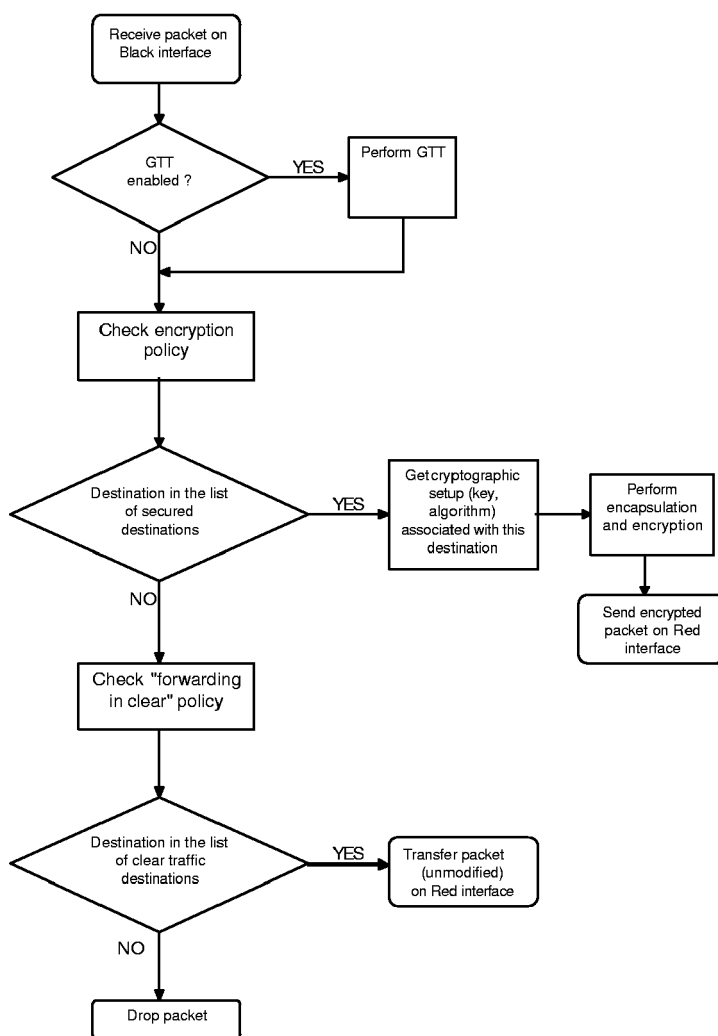 Receive packet on
Black interface
GTT
enabled ?
YES
Perform GTT
NO
Check encryption
policy
Destination in the list
of secured
destinations
YES
Get cryptographic
setup (key,
algorithm)
associated with this
destination
Perform
encapsulation
and encryption
NO
Send encrypted
packet on Red
interface
Check "forwarding
in clear" policy
Destination in the list
of clear traffic
destinations
YES
Transfer packet
(unmodified)
on Red interface
NO
Drop packet